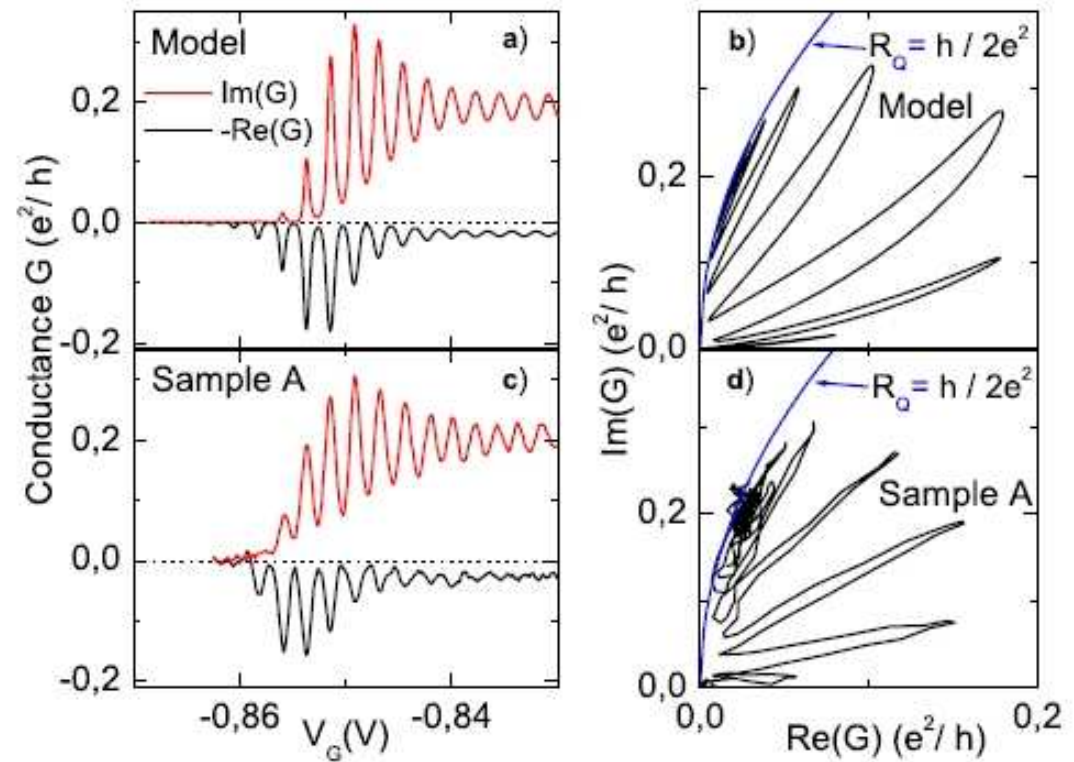 Model
a)
Im(G)
-Re(G)
0,2
0,0
-0,2
Conductance G (e²/ h)
b)
R_Q = h / 2e²
Model
0,2
0,0
Im(G) (e²/ h)
Sample A
c)
0,2
0,0
-0,2
-0,86
-0,84
V_G(V)
d)
R_Q = h / 2e²
Sample A
0,2
0,0
0,0
0,2
Re(G) (e²/ h)